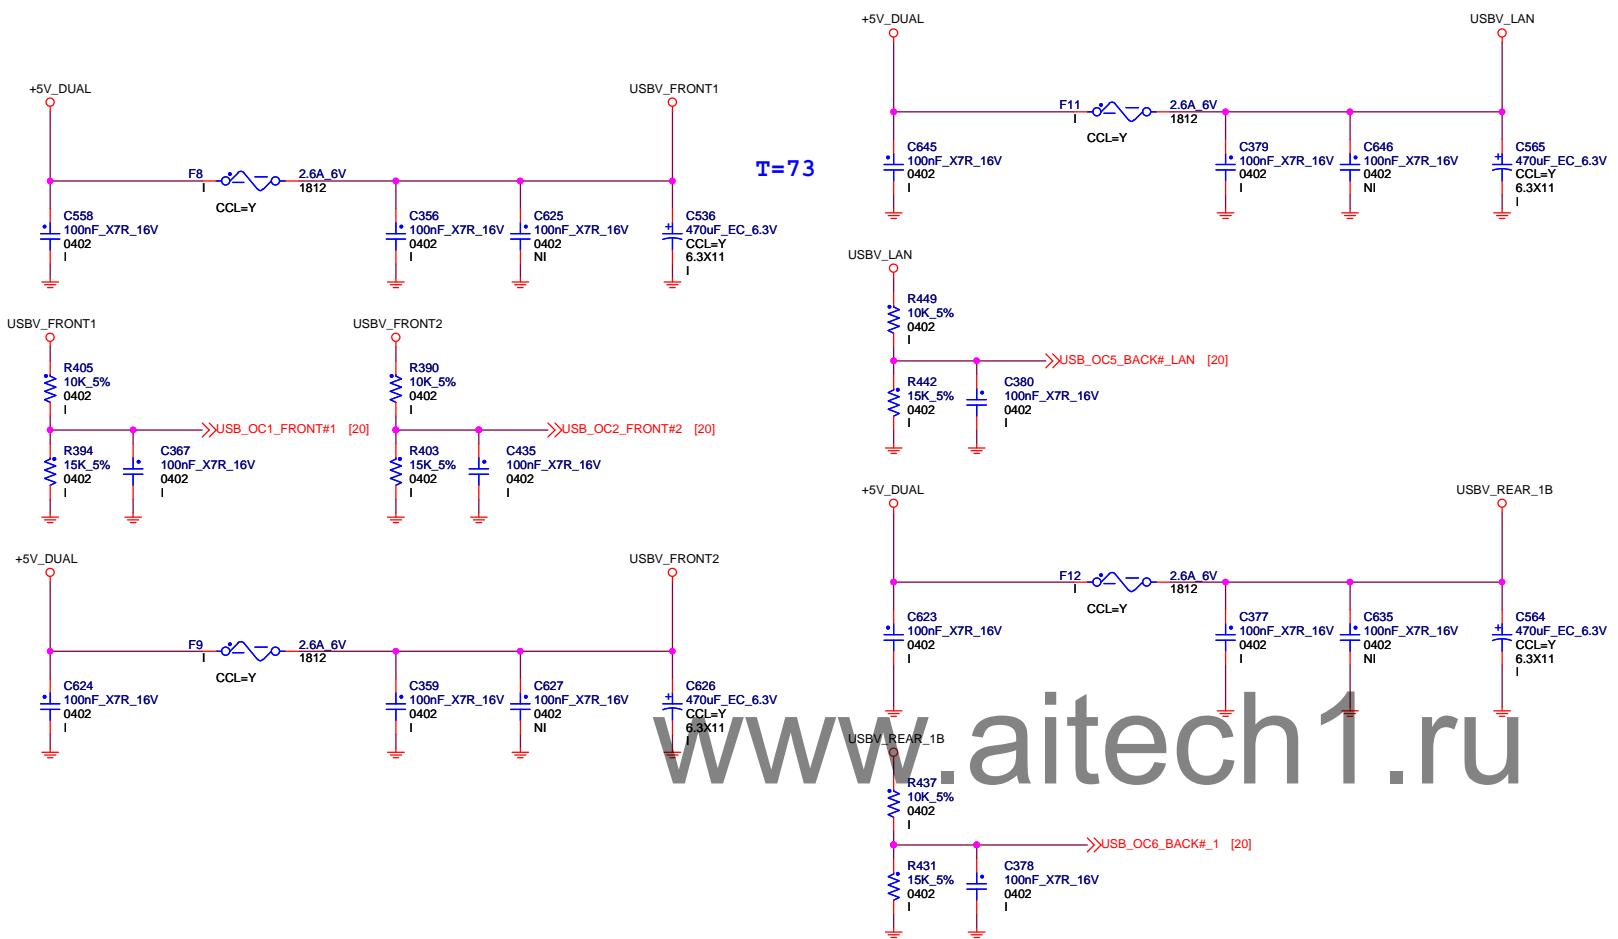 +5V_DUAL
USBV_FRONT1
F8
I
2.6A_6V
1812
CCL=Y
C558
100nF_X7R_16V
0402
I
C356
100nF_X7R_16V
0402
I
C625
100nF_X7R_16V
0402
NI
C536
470uF_EC_6.3V
CCL=Y
6.3X11
I
T=73
+5V_DUAL
USBV_LAN
F11
I
2.6A_6V
1812
CCL=Y
C645
100nF_X7R_16V
0402
I
C379
100nF_X7R_16V
0402
I
C646
100nF_X7R_16V
0402
NI
C565
470uF_EC_6.3V
CCL=Y
6.3X11
I
USBV_FRONT1
R405
10K_5%
0402
I
USB_OC1_FRONT#1 [20]
R394
15K_5%
0402
I
C367
100nF_X7R_16V
0402
I
USBV_FRONT2
R390
10K_5%
0402
I
USB_OC2_FRONT#2 [20]
R403
15K_5%
0402
I
C435
100nF_X7R_16V
0402
I
USBV_LAN
R449
10K_5%
0402
I
USB_OC5_BACK#_LAN [20]
R442
15K_5%
0402
I
C380
100nF_X7R_16V
0402
I
+5V_DUAL
USBV_FRONT2
F9
I
2.6A_6V
1812
CCL=Y
C624
100nF_X7R_16V
0402
I
C359
100nF_X7R_16V
0402
I
C627
100nF_X7R_16V
0402
NI
C626
470uF_EC_6.3V
CCL=Y
6.3X11
I
+5V_DUAL
USBV_REAR_1B
F12
I
2.6A_6V
1812
CCL=Y
C623
100nF_X7R_16V
0402
I
C377
100nF_X7R_16V
0402
I
C635
100nF_X7R_16V
0402
NI
C564
470uF_EC_6.3V
CCL=Y
6.3X11
I
www.aitech1.ru
USBV_REAR_1B
R437
10K_5%
0402
I
USB_OC6_BACK#_1 [20]
R431
15K_5%
0402
I
C378
100nF_X7R_16V
0402
I